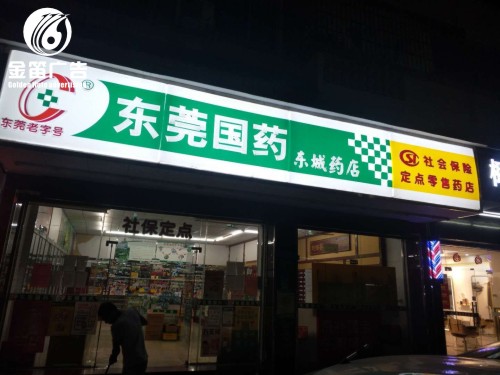 金笛广告
东莞老字号
东莞国药
东城药店
社会保险
定点零售药店
社保定点